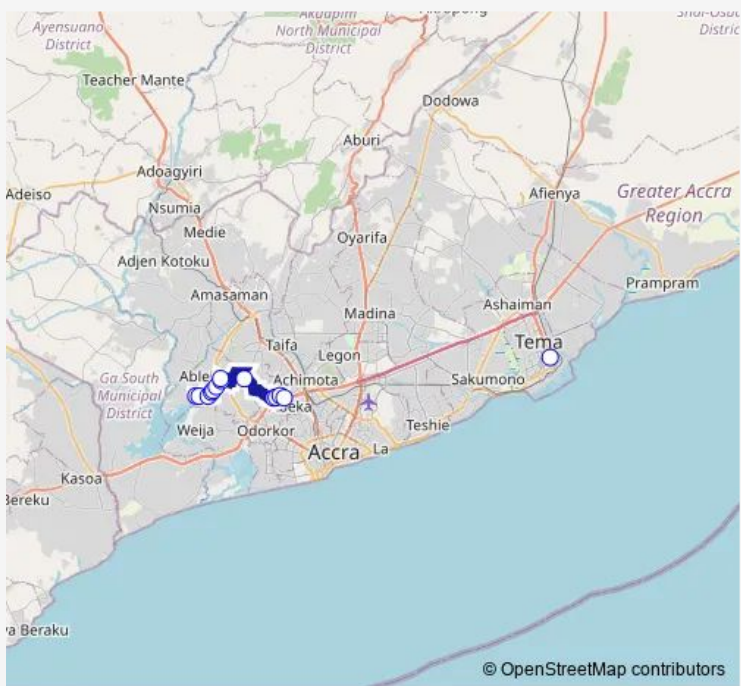 Ayensuano
District
Akuapim
North Municipal
District
Teacher Mante
Dodowa
Aburi
Adoagyiri
Adeiso
Nsumia
Afienya
Greater Accra
Region
Medie
Oyarifa
Adjen Kotoku
Prampram
Amasaman
Ashaiman
Madina
Tema
Taifa
Legon
Able
Achimota
Sakumono
Ga South
Municipal
District
Weija
Odorkor
Teshie
Accra
La
Kasoa
Bereku
© OpenStreetMap contributors